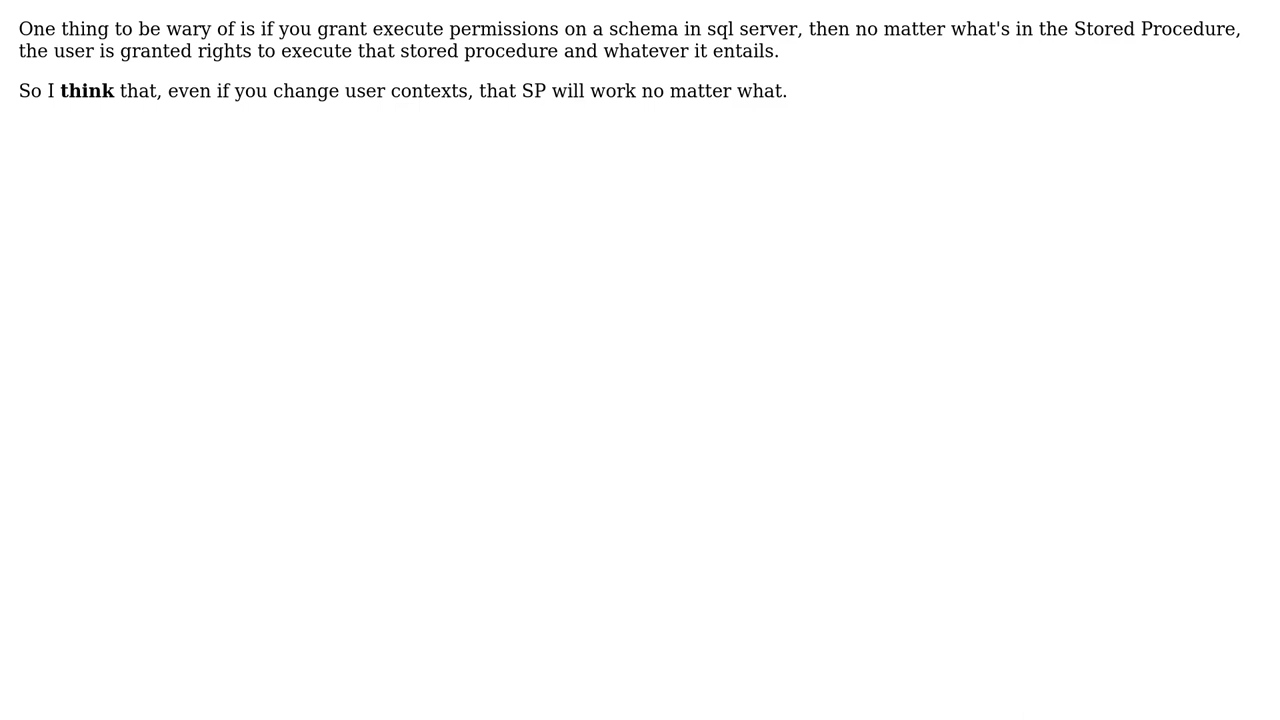 One thing to be wary of is if you grant execute permissions on a schema in sql server, then no matter what's in the Stored Procedure,
the user is granted rights to execute that stored procedure and whatever it entails.
So I think that, even if you change user contexts, that SP will work no matter what.